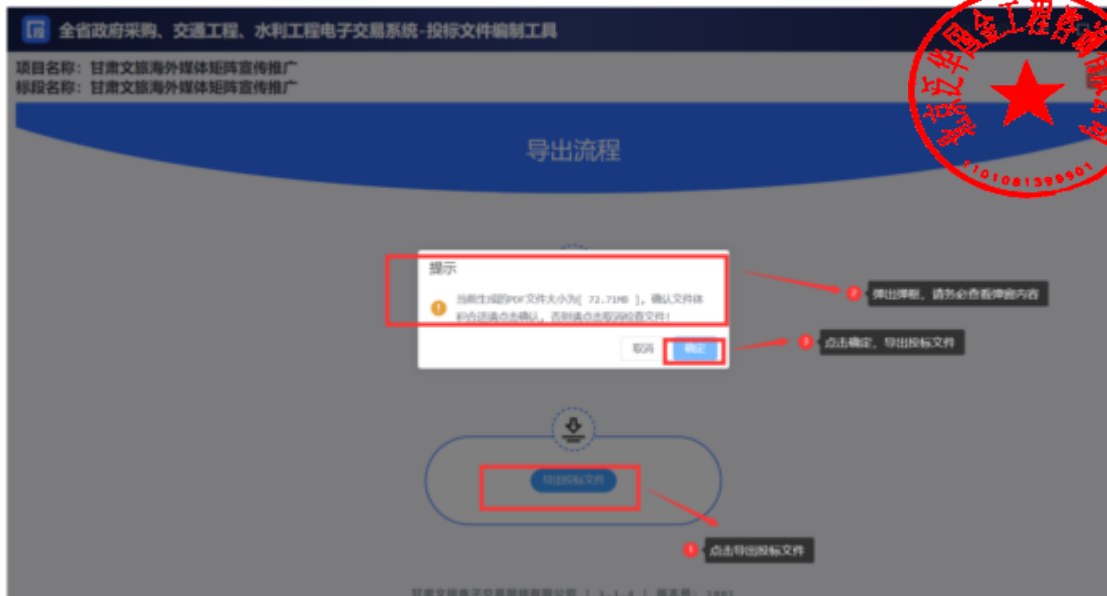 全省政府采购、交通工程、水利工程电子交易系统-投标文件编制工具
项目名称：甘肃文旅海外媒体矩阵宣传推广
标段名称：甘肃文旅海外媒体矩阵宣传推广
导出流程
提示
当前生成的PDF文件大小为[ 72.71MB ]，确认文件体
积合适请点击确认，否则请点击取消检查文件！
取消 确定
2 弹出弹框，请务必查看弹窗内容
3 点击确定，导出投标文件
导出投标文件
1 点击导出投标文件
1101081399901